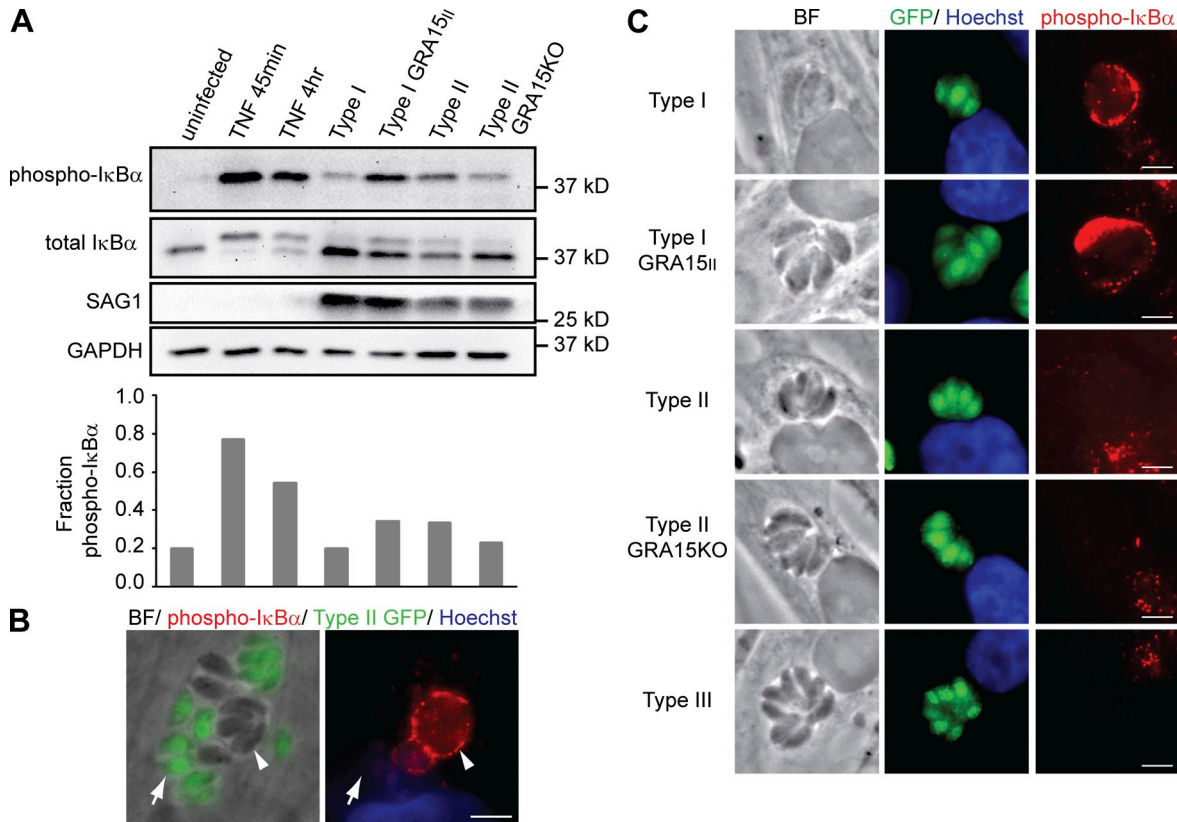 A
uninfected
TNF 45min
TNF 4hr
Type I
Type I GRA15II
Type II
Type II
GRA15KO
phospho-IκBα
37 kD
total IκBα
37 kD
SAG1
25 kD
GAPDH
37 kD
Fraction
phospho-IκBα
1.0
0.8
0.6
0.4
0.2
0.0
B
BF/ phospho-IκBα/ Type II GFP/ Hoechst
C
BF
GFP/ Hoechst
phospho-IκBα
Type I
Type I
GRA15II
Type II
Type II
GRA15KO
Type III